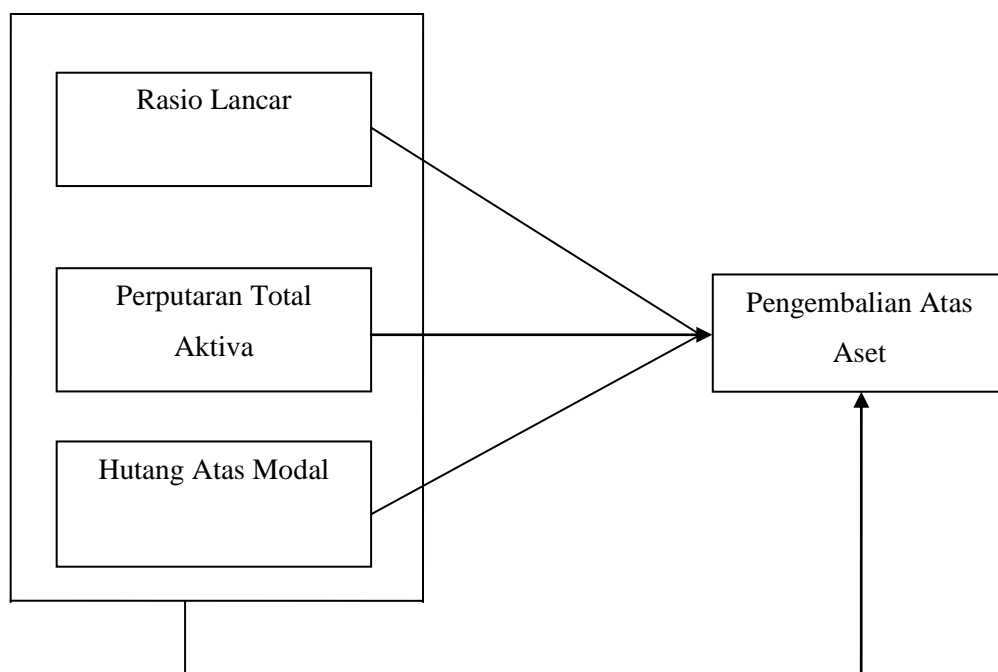 Rasio Lancar
Perputaran Total
Aktiva
Hutang Atas Modal
Pengembalian Atas
Aset